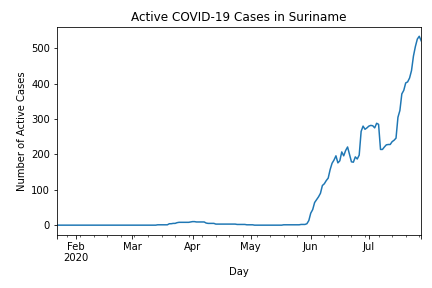 Active COVID-19 Cases in Suriname
Number of Active Cases
500
400
300
200
100
0
Feb Mar Apr May Jun Jul
2020
Day